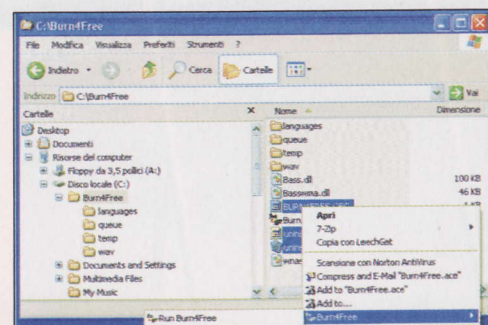 C:\Burn4Free
File Modifica Visualizza Preferiti Strumenti ?
Indietro Cerca Cartelle
Indirizzo C:\Burn4Free Vai
Cartelle
Desktop
Documenti
Risorse del computer
Floppy da 3,5 pollici (A:)
Disco locale (C:)
Burn4Free
languages
queue
temp
wav
Documents and Settings
Multimedia Files
My Music
Nome Dimensione
languages
queue
temp
wav
Bass.dll 100 KB
Basswma.dll 46 KB
Apri
7-Zip
Copia con LeechGet
Scansione con Norton AntiVirus
Compress and E-Mail "Burn4Free.ace"
Add to "Burn4Free.ace"
Add to...
Burn4Free
Run Burn4Free